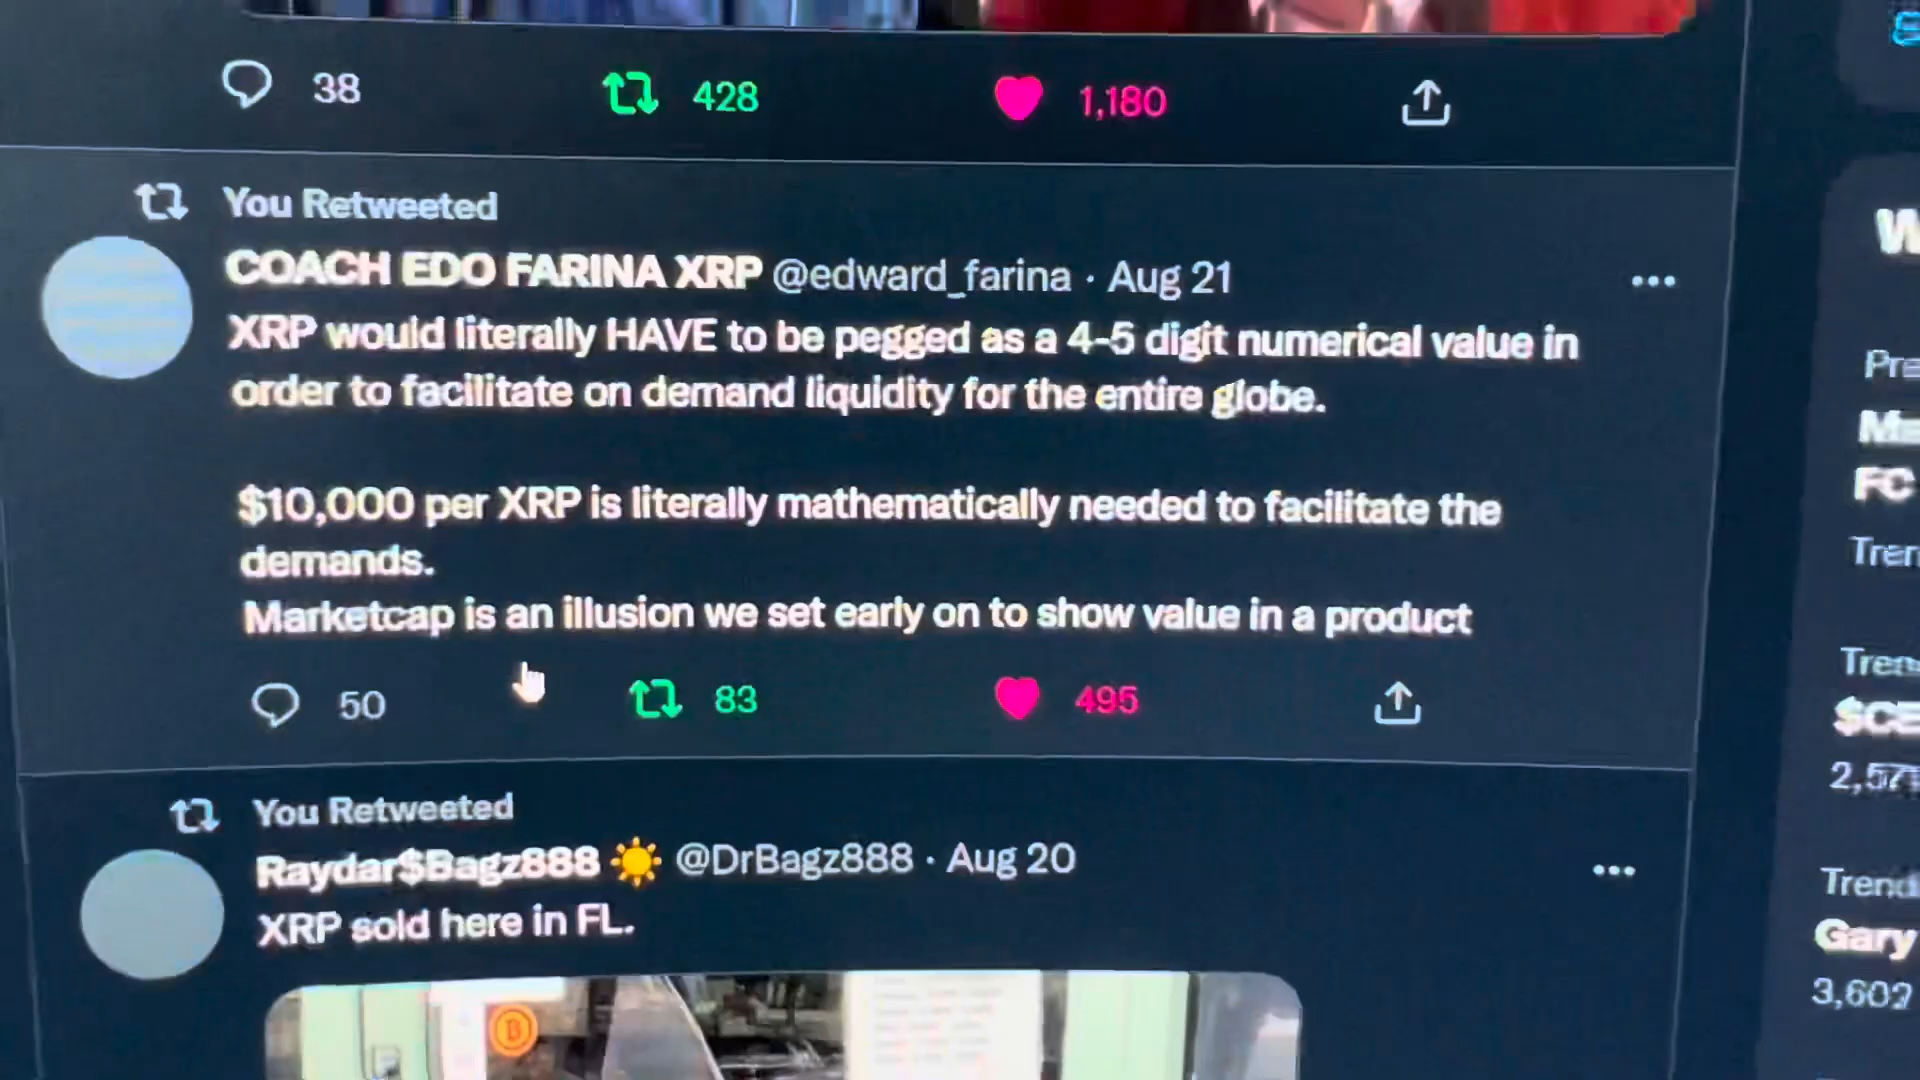 38 428 1,180
You Retweeted
COACH EDO FARINA XRP @edward_farina · Aug 21
XRP would literally HAVE to be pegged as a 4-5 digit numerical value in
order to facilitate on demand liquidity for the entire globe.
$10,000 per XRP is literally mathematically needed to facilitate the
demands.
Marketcap is an illusion we set early on to show value in a product
50 83 495
You Retweeted
Raydar$Bagz888 @DrBagz888 · Aug 20
XRP sold here in FL.
FC
Gary
3,602